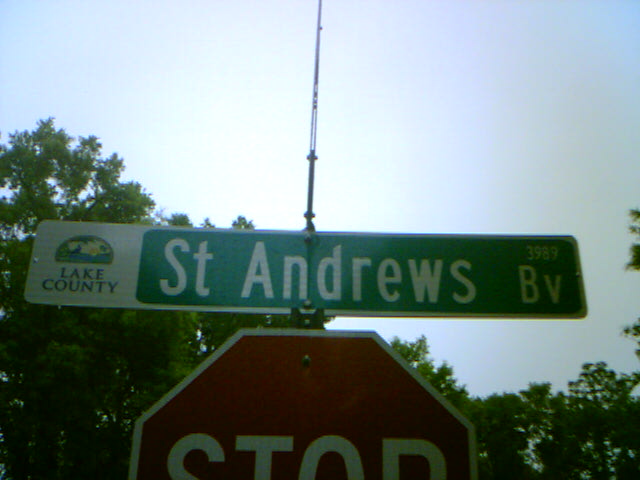 LAKE
COUNTY
St Andrews
3989
Bv
STOP